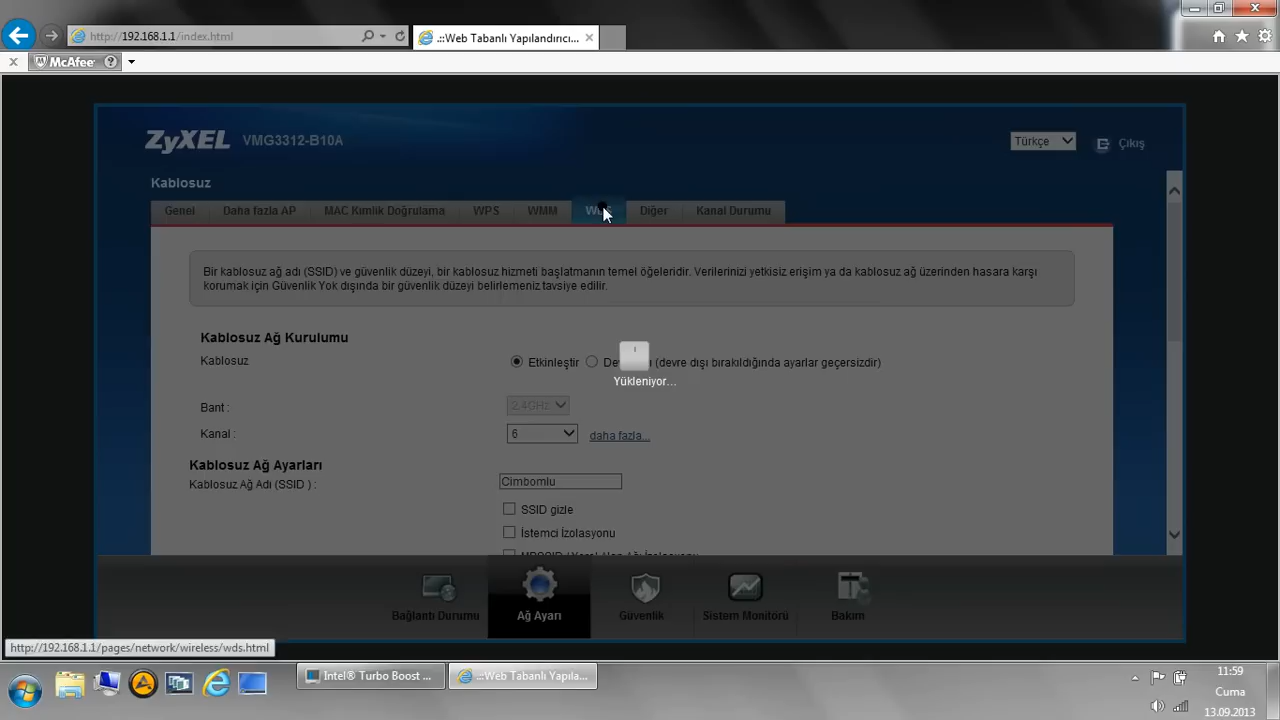 http://192.168.1.1/index.html
.::Web Tabanlı Yapılandırıcı...
McAfee
ZyXEL VMG3312-B10A
Türkçe
Çıkış
Kablosuz
Genel
Daha fazla AP
MAC Kimlik Doğrulama
WPS
WMM
Diğer
Kanal Durumu
Bir kablosuz ağ adı (SSID) ve güvenlik düzeyi, bir kablosuz hizmeti başlatmanın temel öğeleridir. Verilerinizi yetkisiz erişim ya da kablosuz ağ üzerinden hasara karşı
korumak için Güvenlik Yok dışında bir güvenlik düzeyi belirlemeniz tavsiye edilir.
Kablosuz Ağ Kurulumu
Kablosuz
Etkinleştir
(devre dışı bırakıldığında ayarlar geçersizdir)
Yükleniyor...
Bant :
2.4GHz
Kanal :
6
daha fazla...
Kablosuz Ağ Ayarları
Kablosuz Ağ Adı (SSID ) :
Cimbomlu
SSID gizle
İstemci İzolasyonu
Bağlantı Durumu
Ağ Ayarı
Güvenlik
Sistem Monitörü
Bakım
http://192.168.1.1/pages/network/wireless/wds.html
Intel® Turbo Boost ...
.::Web Tabanlı Yapıla...
11:59
Cuma
13.09.2013